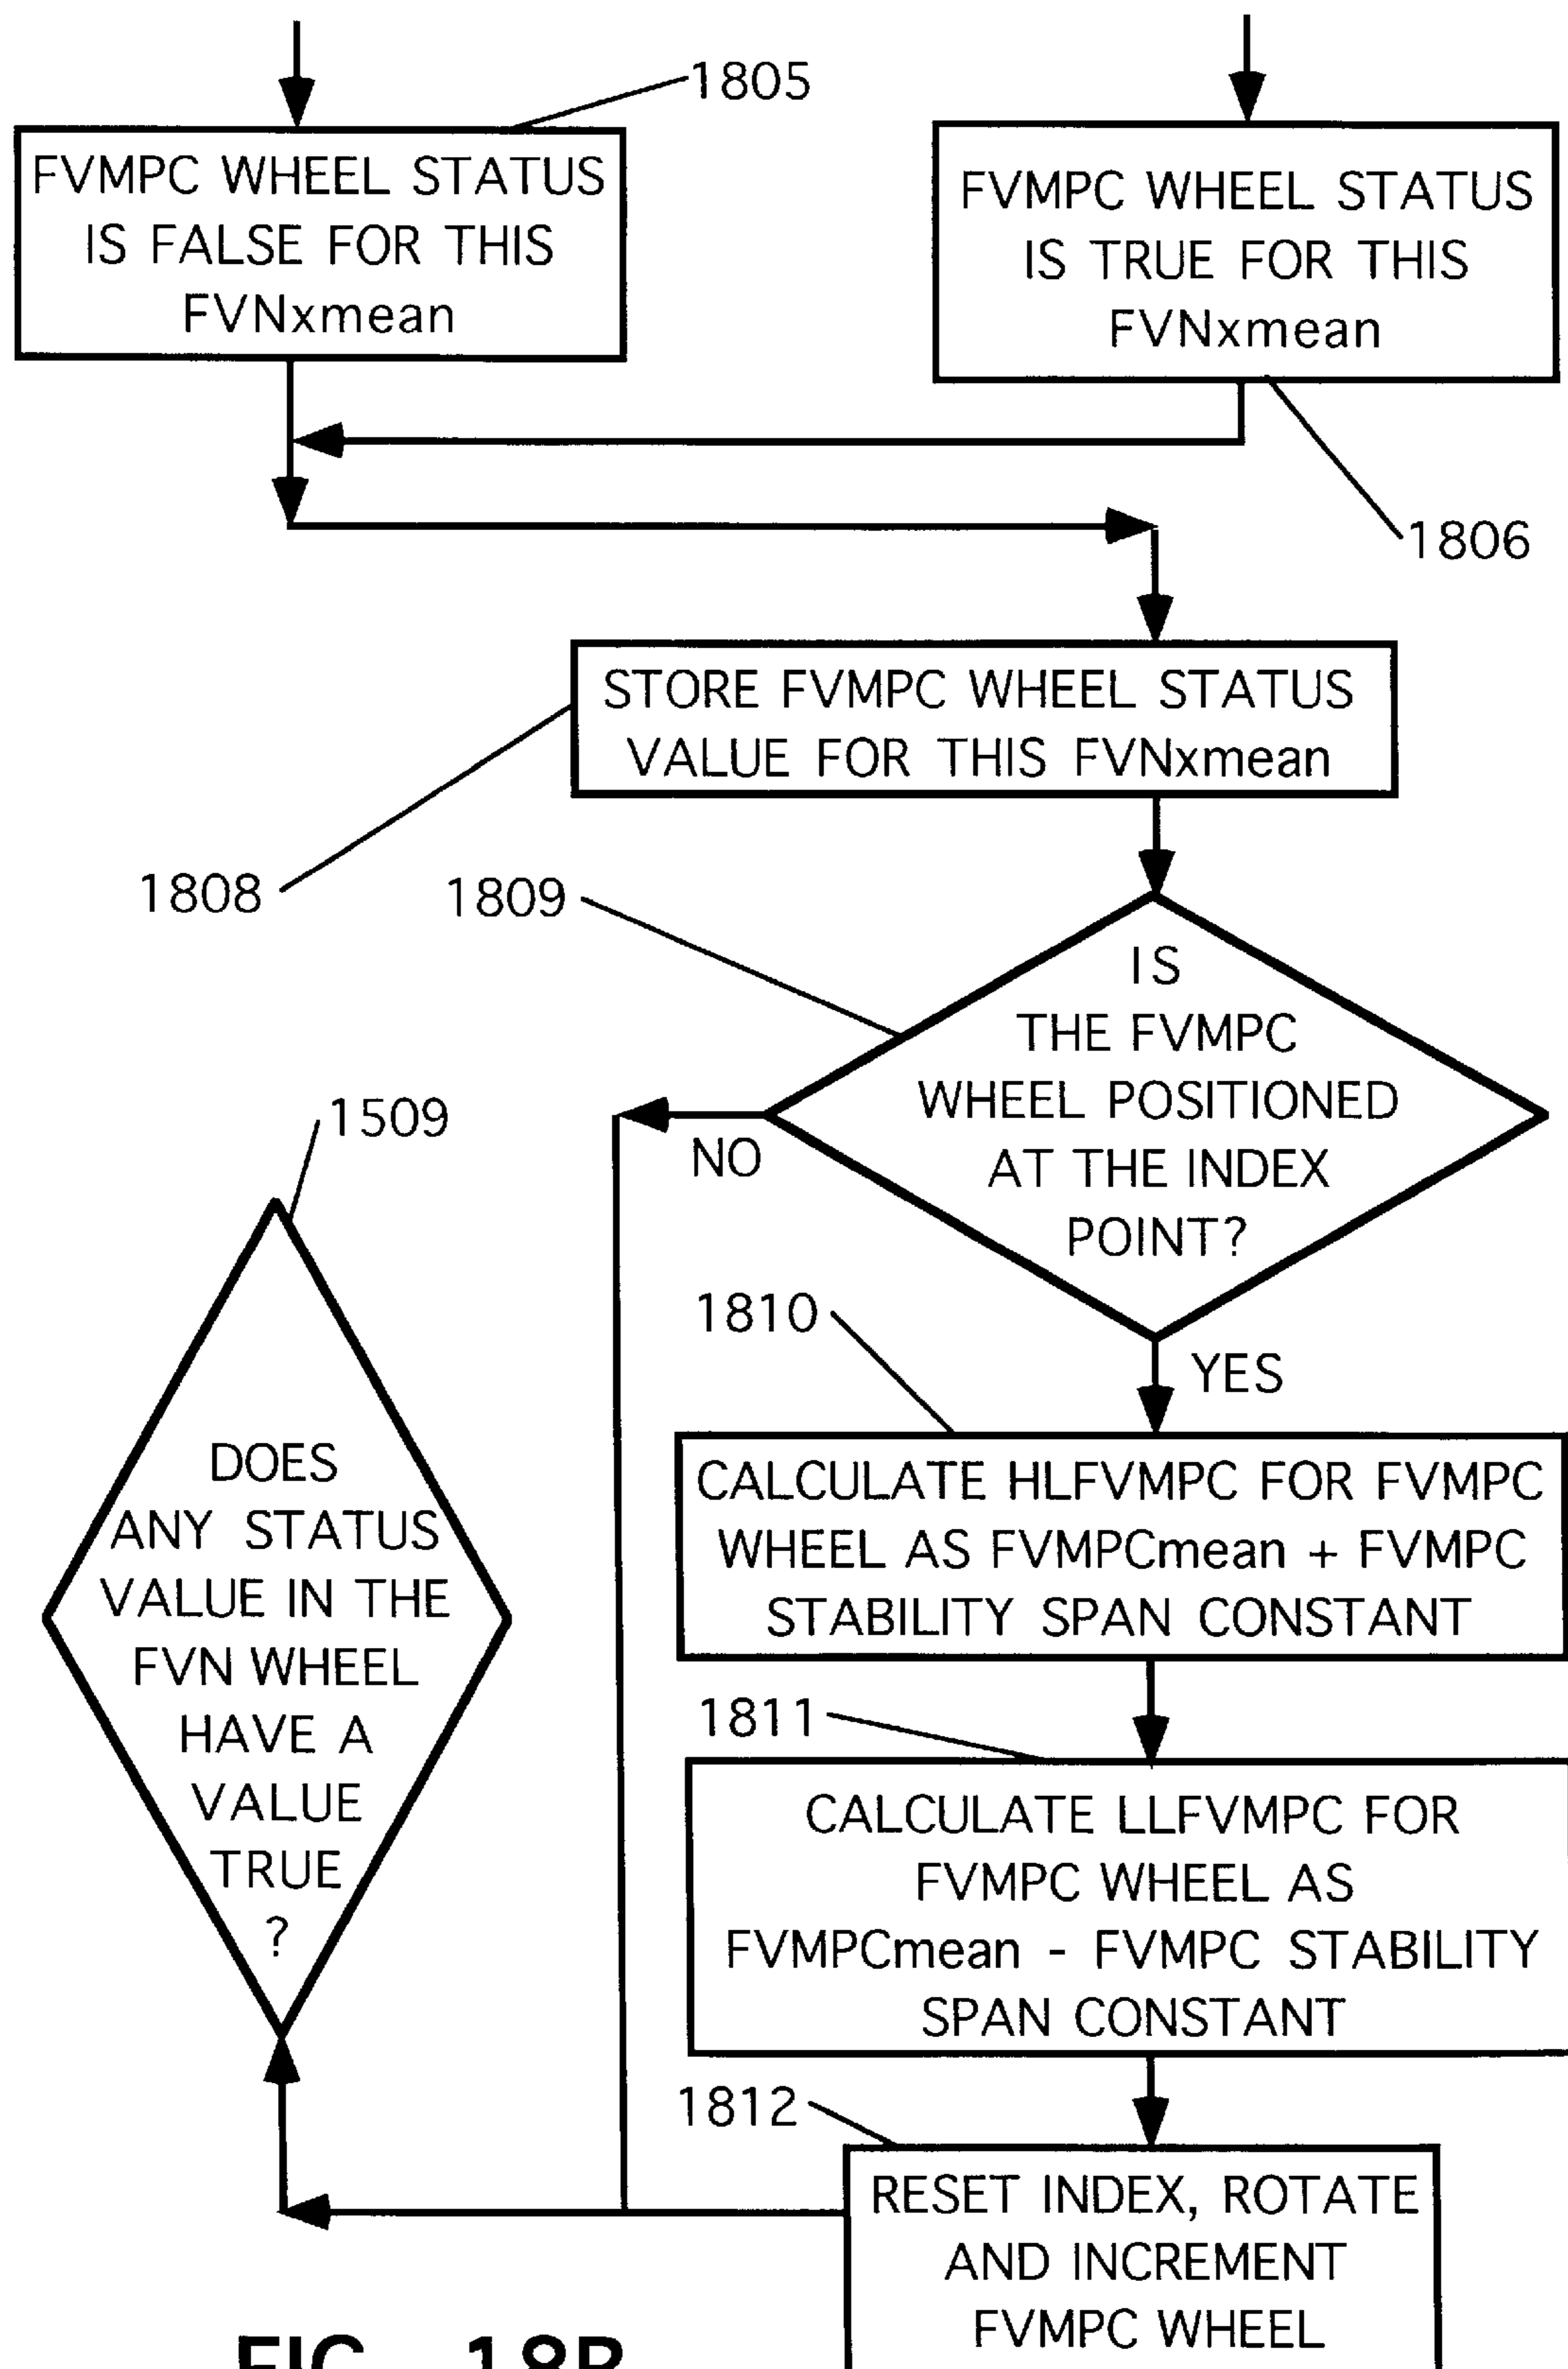 1805
FVMPC WHEEL STATUS
IS FALSE FOR THIS
FVNxmean
FVMPC WHEEL STATUS
IS TRUE FOR THIS
FVNxmean
1806
STORE FVMPC WHEEL STATUS
VALUE FOR THIS FVNxmean
1808
1809
IS
THE FVMPC
WHEEL POSITIONED
AT THE INDEX
POINT?
NO
YES
1509
DOES
ANY STATUS
VALUE IN THE
FVN WHEEL
HAVE A
VALUE
TRUE
?
1810
CALCULATE HLFVMPC FOR FVMPC
WHEEL AS FVMPCmean + FVMPC
STABILITY SPAN CONSTANT
1811
CALCULATE LLFVMPC FOR
FVMPC WHEEL AS
FVMPCmean - FVMPC STABILITY
SPAN CONSTANT
1812
RESET INDEX, ROTATE
AND INCREMENT
FVMPC WHEEL
FIG. 18B